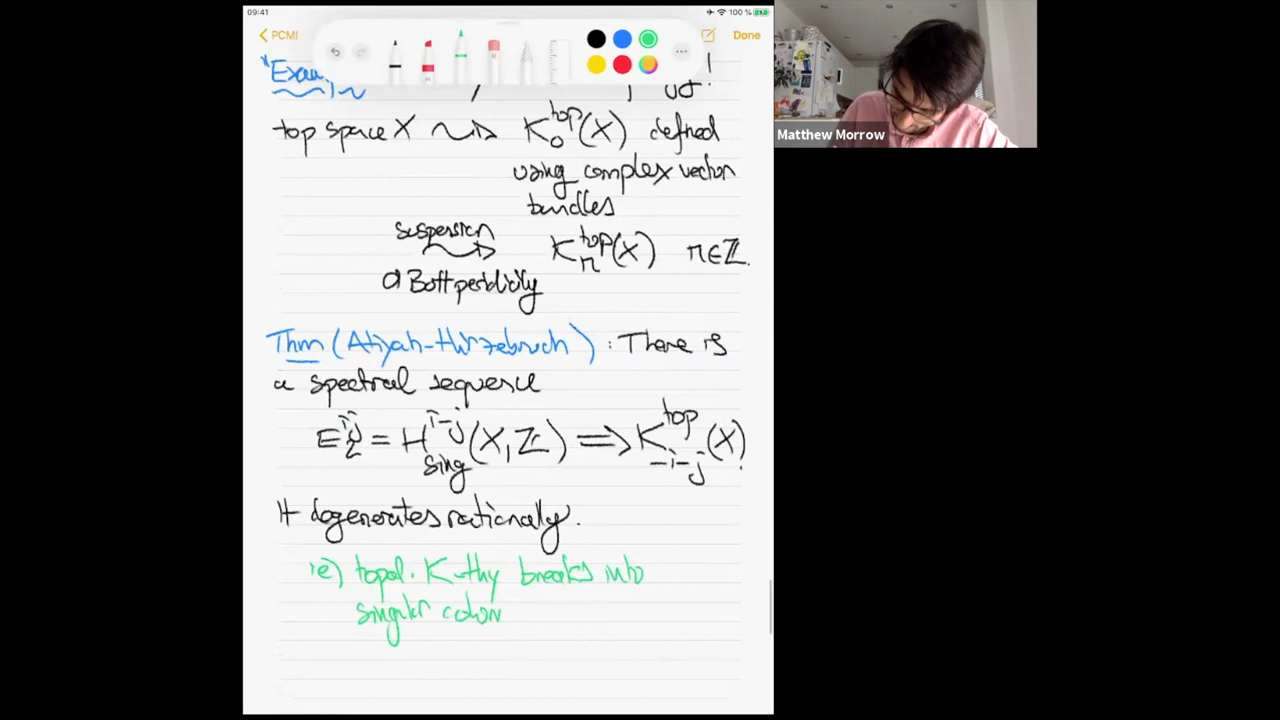 09:41
100 %
PCMI
Done
Exam
!
top space X ⇝ K₀^top(X) defined
using complex vector
bundles
suspension
Bott periodicity
K_n^top(X) n∈ℤ.
Thm (Atiyah-Hirzebruch) : There is
a spectral sequence
E₂^{ij} = H_sing^{i-j}(X, ℤ) ⟹ K_{-i-j}^top(X)
It degenerates rationally.
ie) topol. K-thy breaks into
singular cohom
Matthew Morrow